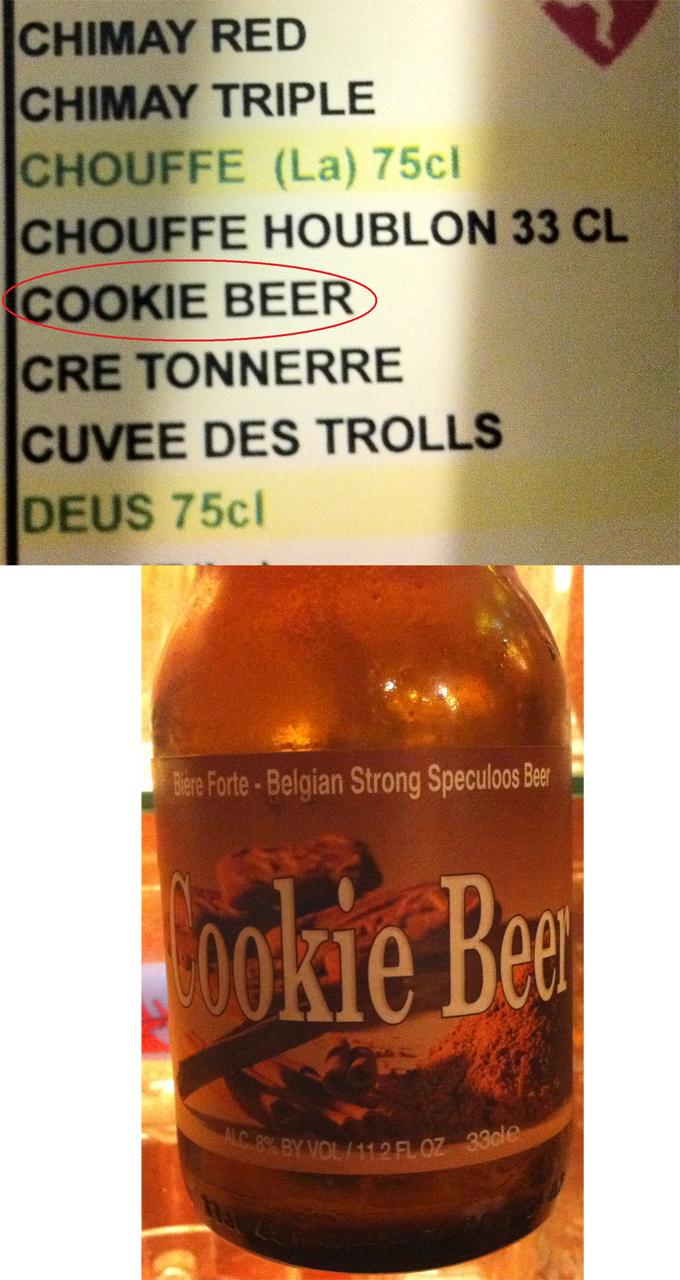 CHIMAY RED
CHIMAY TRIPLE
CHOUFFE (La) 75cl
CHOUFFE HOUBLON 33 CL
COOKIE BEER
CRE TONNERRE
CUVEE DES TROLLS
DEUS 75cl
Bière Forte - Belgian Strong Speculoos Beer
Cookie Beer
ALC. 8% BY VOL / 11.2 FL OZ 33cl e